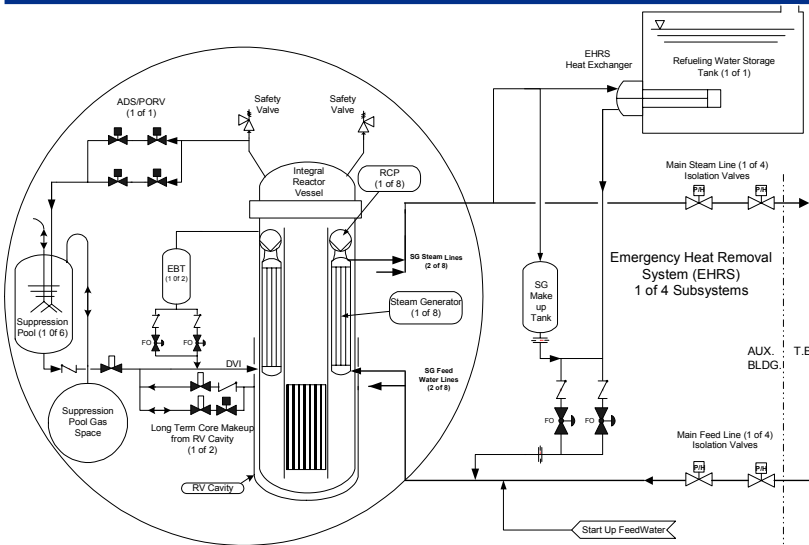 EHRS
Heat Exchanger
Refueling Water Storage
Tank (1 of 1)
ADS/PORV
(1 of 1)
Safety
Valve
Safety
Valve
Integral
Reactor
Vessel
RCP
(1 of 8)
Main Steam Line (1 of 4)
Isolation Valves
P/H
P/H
SG Steam Lines
(2 of 8)
Emergency Heat Removal
System (EHRS)
1 of 4 Subsystems
EBT
(1 0f 2)
SG
Make
up
Tank
Steam Generator
(1 of 8)
Suppression
Pool (1 0f 6)
FO
FO
AUX.
BLDG.
T.B
DVI
SG Feed
Water Lines
(2 of 8)
Suppression
Pool Gas
Space
Long Term Core Makeup
from RV Cavity
(1 of 2)
FO
FO
Main Feed Line (1 of 4)
Isolation Valves
P/H
P/H
RV Cavity
Start Up FeedWater